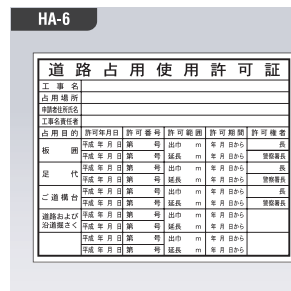 HA-6
道路占用使用許可証
工事名
占用場所
申請者住所氏名
工事名責任者
占用目的 許可年月日 許可番号 許可範囲 許可期間 許可権者
板囲 平成 年 月 日 第 号 出巾 m 年 月 日から 長
平成 年 月 日 第 号 延長 m 年 月 日から 警察署長
足代 平成 年 月 日 第 号 出巾 m 年 月 日から 長
平成 年 月 日 第 号 延長 m 年 月 日から 警察署長
ご道構台 平成 年 月 日 第 号 出巾 m 年 月 日から 長
平成 年 月 日 第 号 延長 m 年 月 日から 警察署長
道路および 平成 年 月 日 第 号 出巾 m 年 月 日から
沿道掘さく 平成 年 月 日 第 号 延長 m 年 月 日から
平成 年 月 日 第 号 出巾 m 年 月 日から
平成 年 月 日 第 号 延長 m 年 月 日から